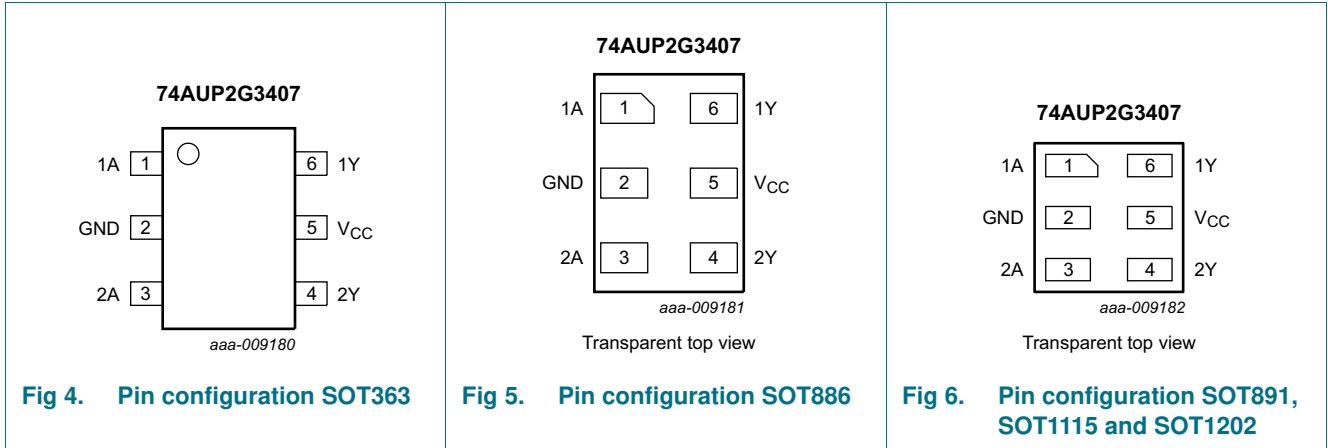 74AUP2G3407
1A 1 6 1Y
GND 2 5 VCC
2A 3 4 2Y
aaa-009180
Fig 4. Pin configuration SOT363
74AUP2G3407
1A 1 6 1Y
GND 2 5 VCC
2A 3 4 2Y
aaa-009181
Transparent top view
Fig 5. Pin configuration SOT886
74AUP2G3407
1A 1 6 1Y
GND 2 5 VCC
2A 3 4 2Y
aaa-009182
Transparent top view
Fig 6. Pin configuration SOT891,
SOT1115 and SOT1202